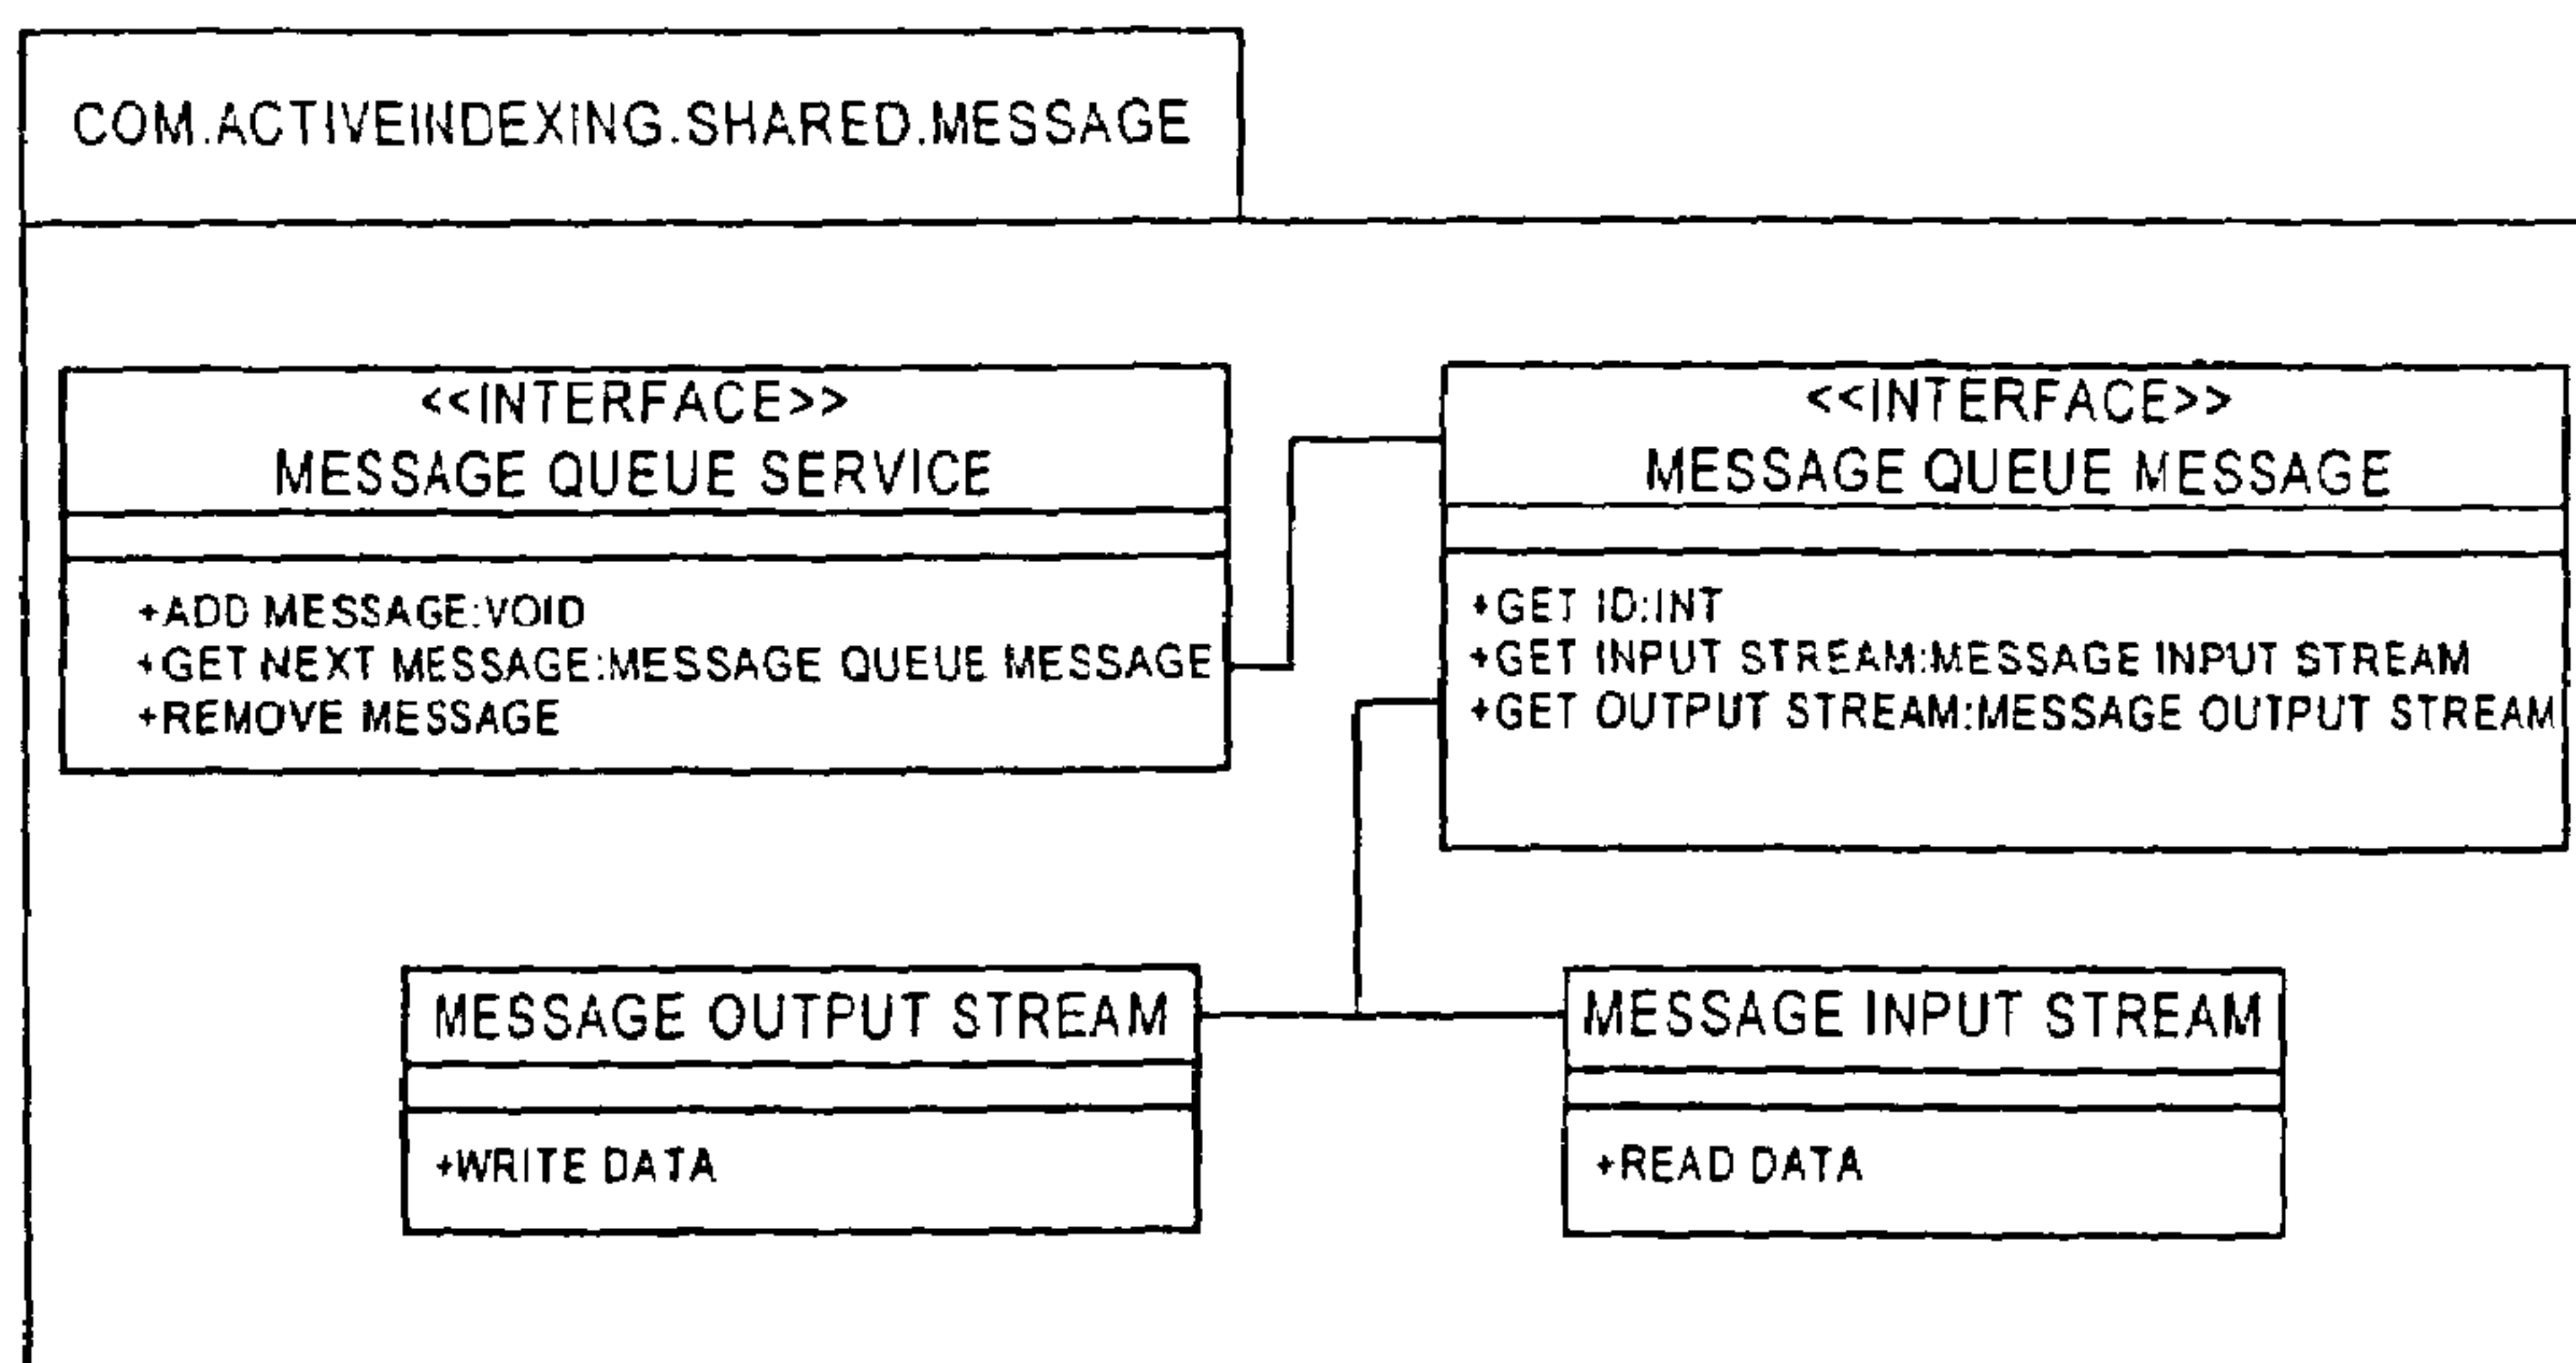 COM.ACTIVEINDEXING.SHARED.MESSAGE
<<INTERFACE>>
MESSAGE QUEUE SERVICE
+ADD MESSAGE:VOID
+GET NEXT MESSAGE:MESSAGE QUEUE MESSAGE
+REMOVE MESSAGE
<<INTERFACE>>
MESSAGE QUEUE MESSAGE
+GET ID:INT
+GET INPUT STREAM:MESSAGE INPUT STREAM
+GET OUTPUT STREAM:MESSAGE OUTPUT STREAM
MESSAGE OUTPUT STREAM
+WRITE DATA
MESSAGE INPUT STREAM
+READ DATA